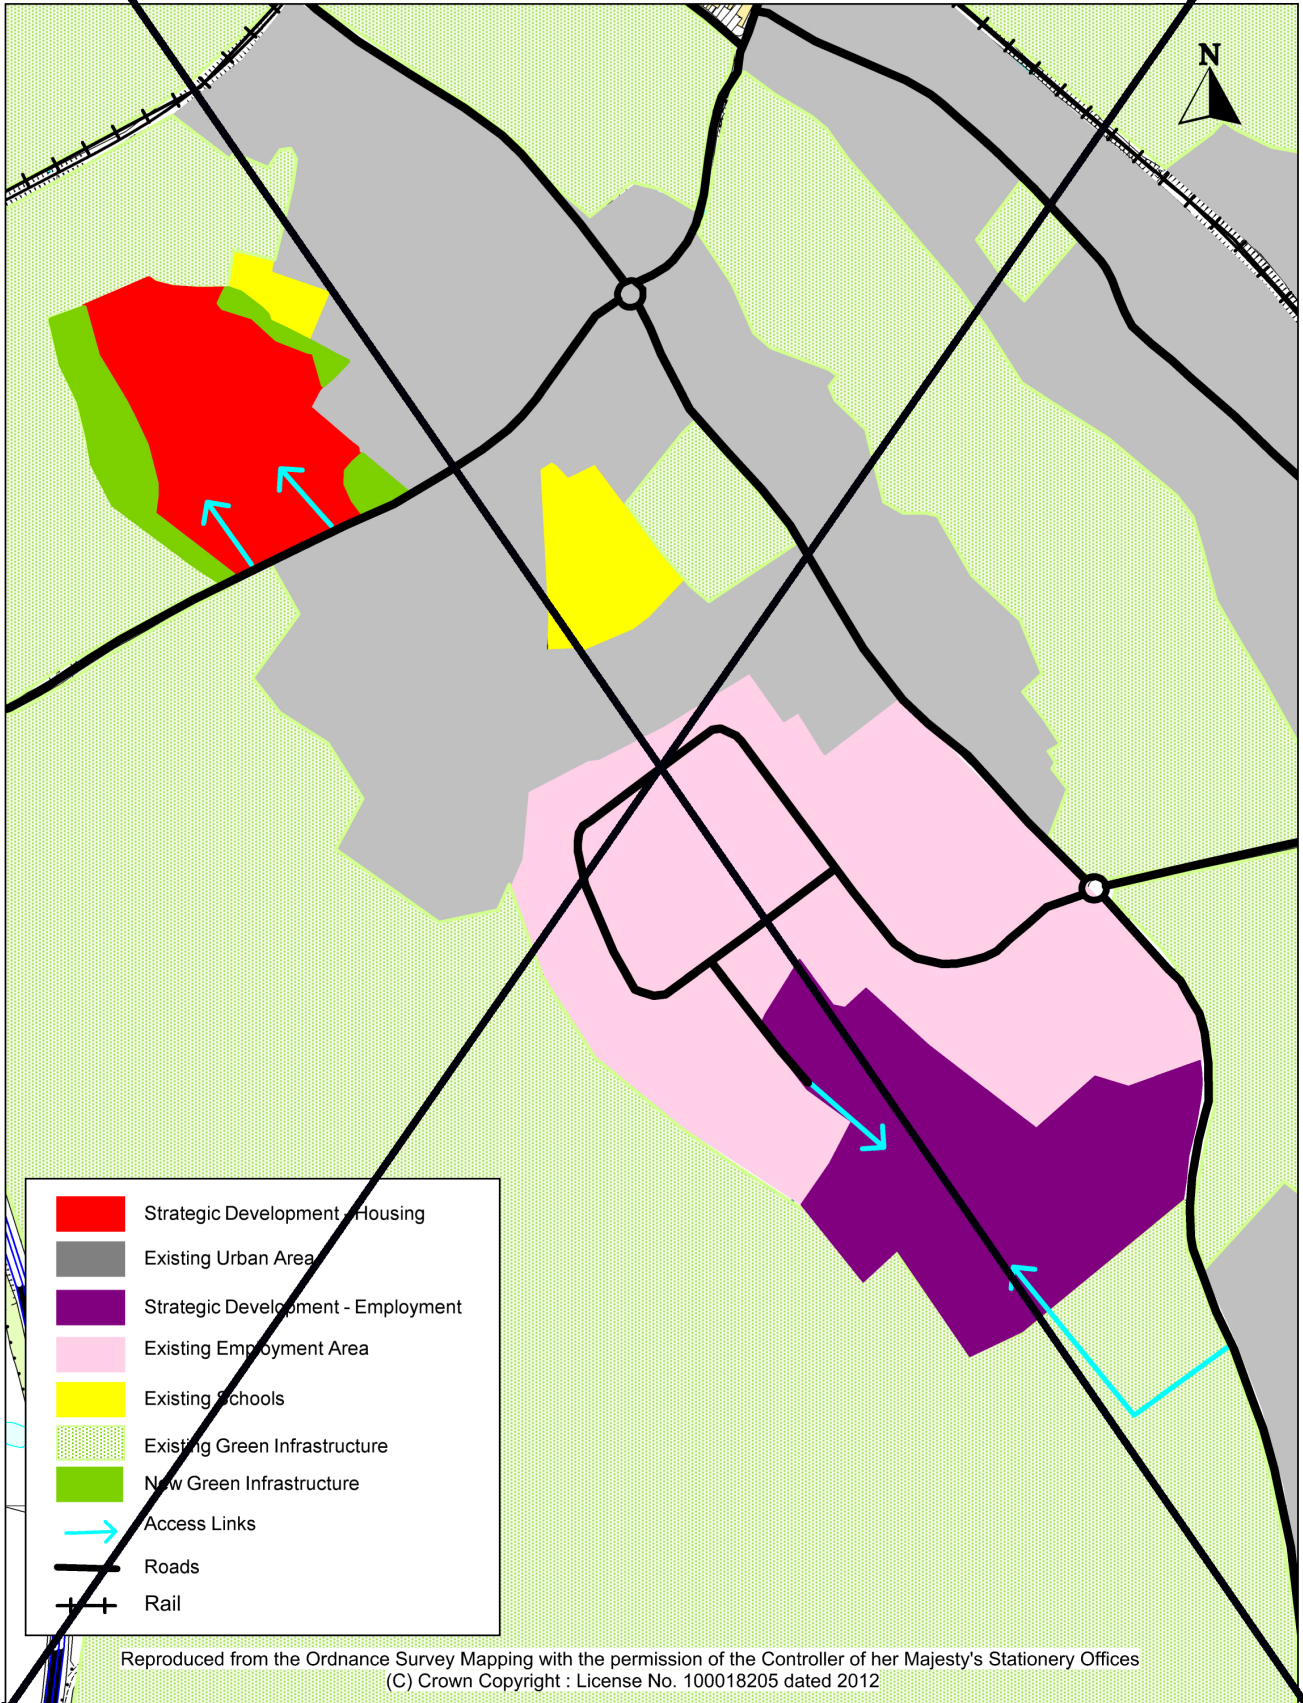 N
Strategic Development - Housing
Existing Urban Area
Strategic Development - Employment
Existing Employment Area
Existing Schools
Existing Green Infrastructure
New Green Infrastructure
Access Links
Roads
Rail
Reproduced from the Ordnance Survey Mapping with the permission of the Controller of her Majesty's Stationery Offices
(C) Crown Copyright : License No. 100018205 dated 2012